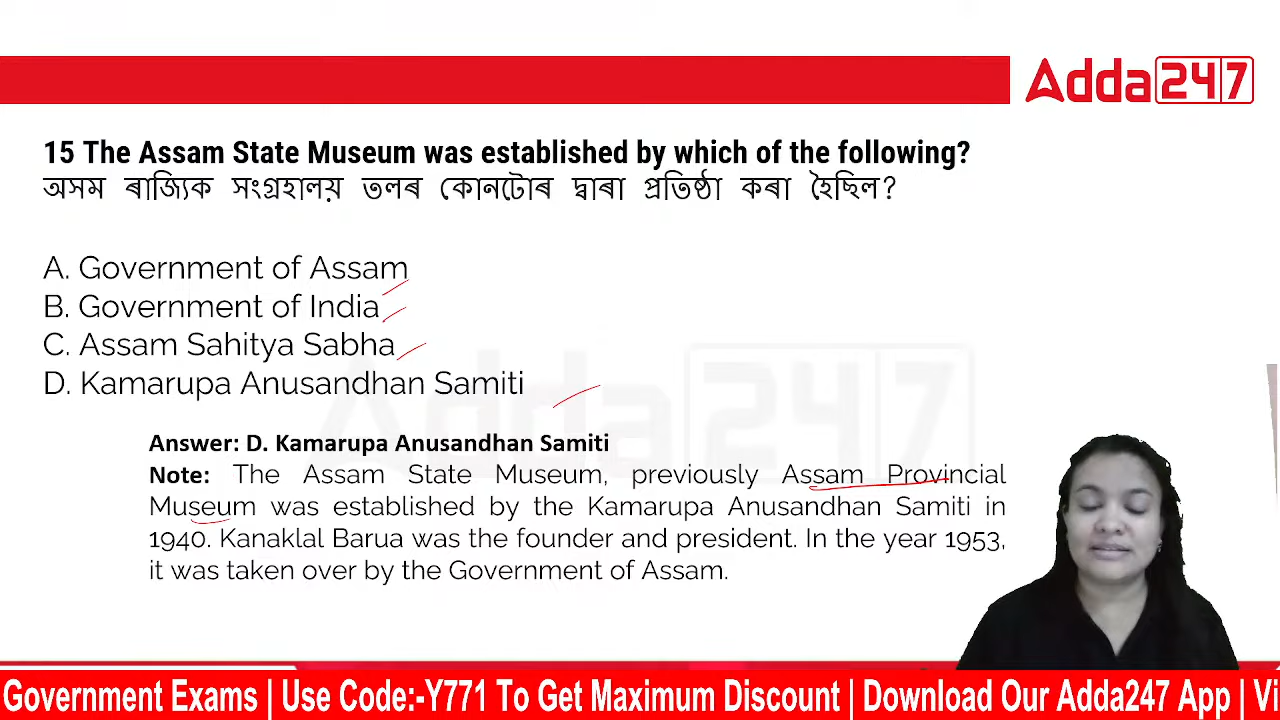 Adda247
15 The Assam State Museum was established by which of the following?
অসম ৰাজ্যিক সংগ্ৰহালয় তলৰ কোনটোৰ দ্বাৰা প্ৰতিষ্ঠা কৰা হৈছিল?
A. Government of Assam
B. Government of India
C. Assam Sahitya Sabha
D. Kamarupa Anusandhan Samiti
Adda247
Answer: D. Kamarupa Anusandhan Samiti
Note: The Assam State Museum, previously Assam Provincial
Museum was established by the Kamarupa Anusandhan Samiti in
1940. Kanaklal Barua was the founder and president. In the year 1953,
it was taken over by the Government of Assam.
Government Exams | Use Code:-Y771 To Get Maximum Discount | Download Our Adda247 App | Vi